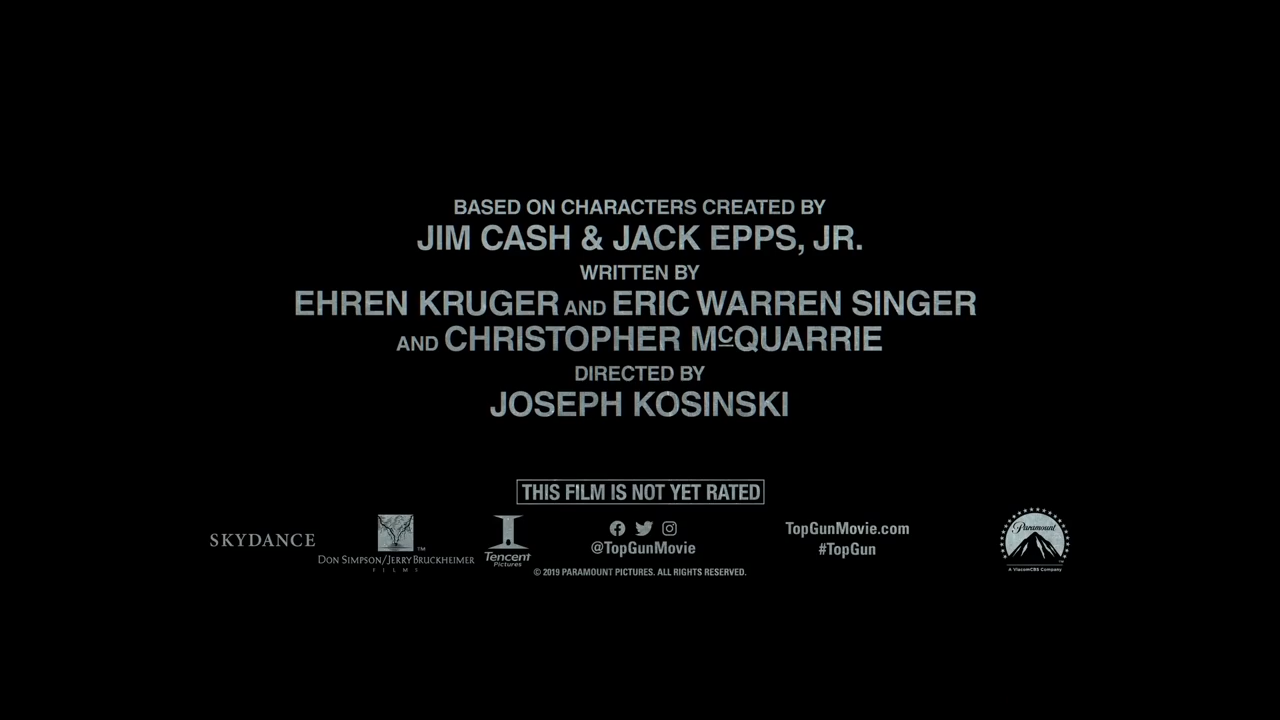 BASED ON CHARACTERS CREATED BY
JIM CASH & JACK EPPS, JR.
WRITTEN BY
EHREN KRUGER AND ERIC WARREN SINGER
AND CHRISTOPHER McQUARRIE
DIRECTED BY
JOSEPH KOSINSKI
THIS FILM IS NOT YET RATED
SKYDANCE
DON SIMPSON/JERRY BRUCKHEIMER
FILMS
™
Tencent
Pictures
@TopGunMovie
© 2019 PARAMOUNT PICTURES. ALL RIGHTS RESERVED.
TopGunMovie.com
#TopGun
Paramount
™
A ViacomCBS Company